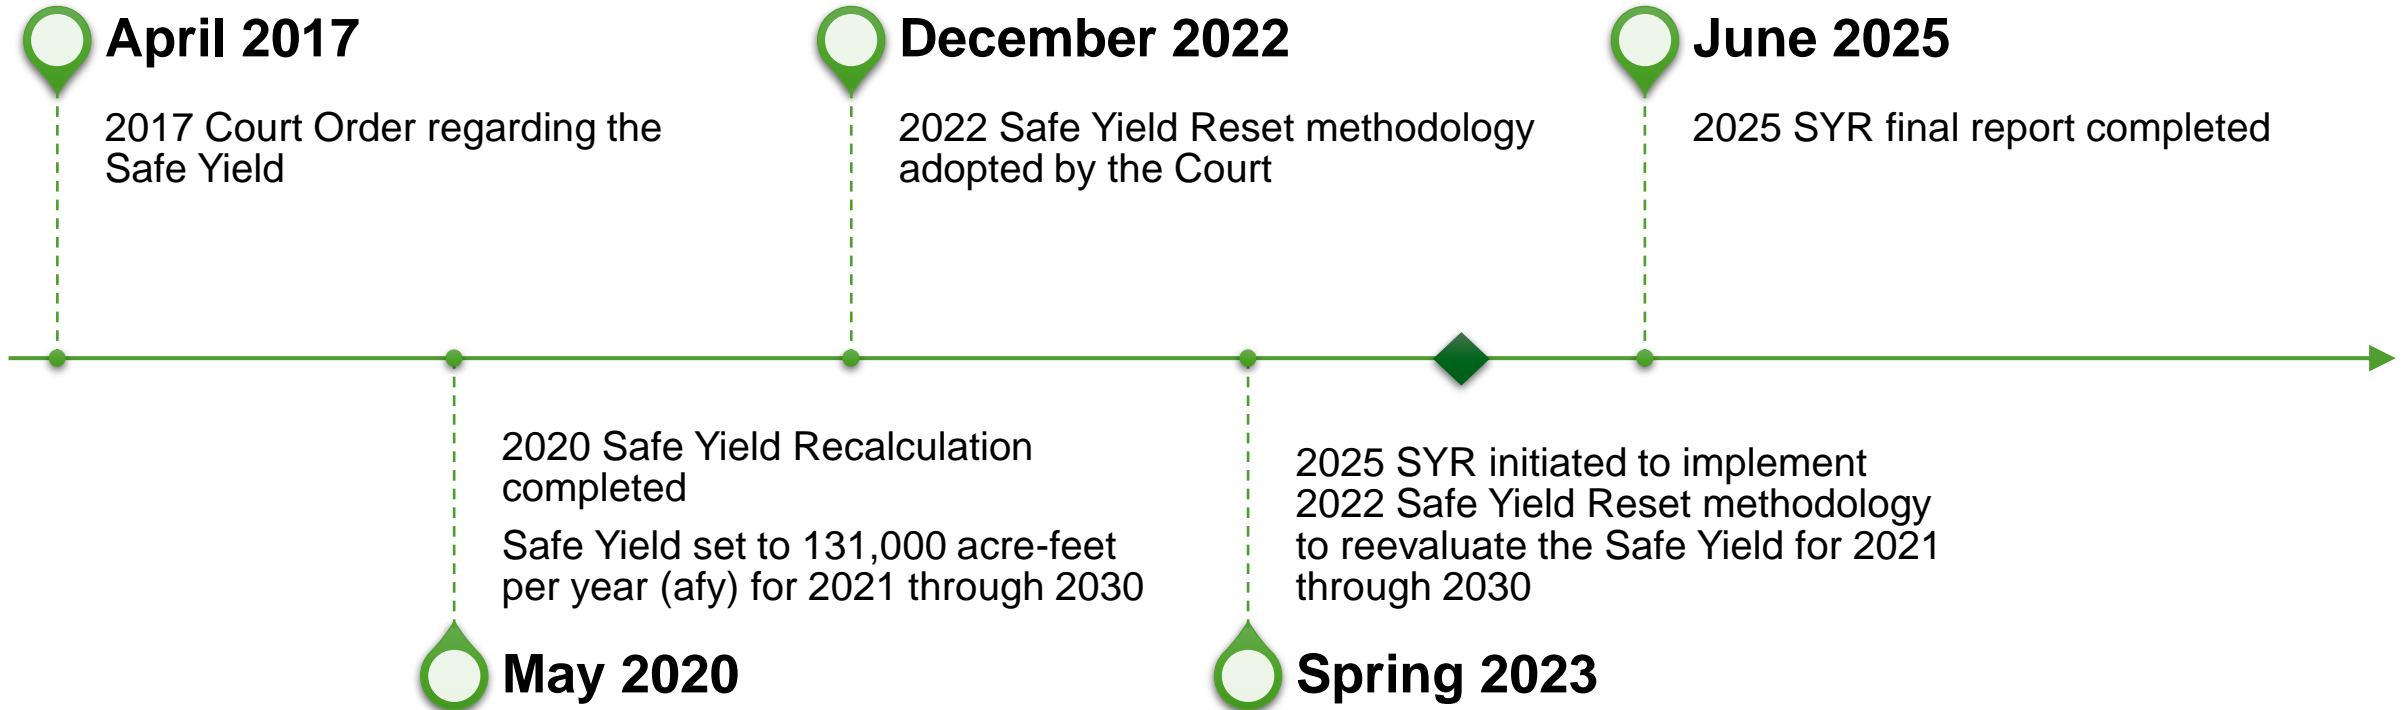 April 2017
2017 Court Order regarding the
Safe Yield
December 2022
2022 Safe Yield Reset methodology
adopted by the Court
June 2025
2025 SYR final report completed
2020 Safe Yield Recalculation
completed
Safe Yield set to 131,000 acre-feet
per year (afy) for 2021 through 2030
May 2020
2025 SYR initiated to implement
2022 Safe Yield Reset methodology
to reevaluate the Safe Yield for 2021
through 2030
Spring 2023